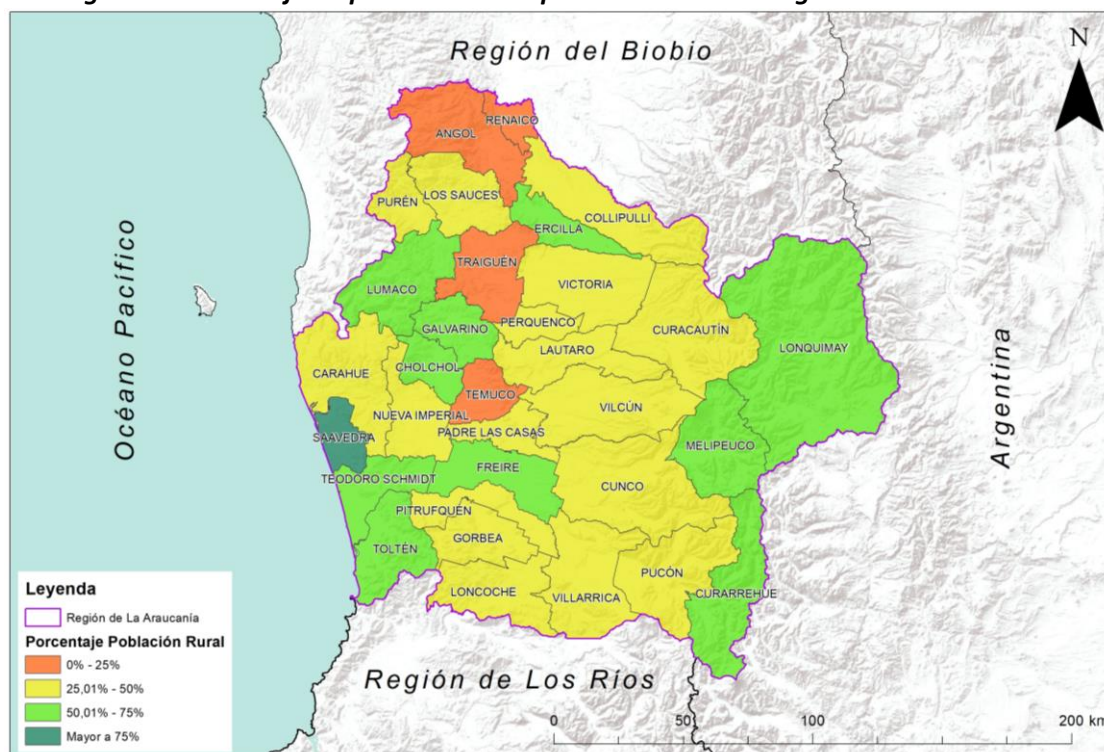 Región del Biobio
N
RENAICO
ANGOL
LOS SAUCES
PURÉN
COLLIPULLI
ERCILLA
TRAIGUÉN
VICTORIA
LUMACO
PERQUENCO
GALVARINO
CURACAUTÍN
LAUTARO
LONQUIMAY
CHOLCHOL
CARAHUE
TEMUCO
VILCÚN
NUEVA IMPERIAL
PADRE LAS CASAS
SAAVEDRA
MELIPEUCO
FREIRE
TEODORO SCHMIDT
CUNCO
PITRUFQUÉN
GORBEA
TOLTÉN
PUCÓN
LONCOCHE
VILLARRICA
CURARREHUE
Océano Pacífico
Argentina
Leyenda
Región de La Araucanía
Porcentaje Población Rural
0% - 25%
25,01% - 50%
50,01% - 75%
Mayor a 75%
Región de Los Ríos
0 50 100 200 km